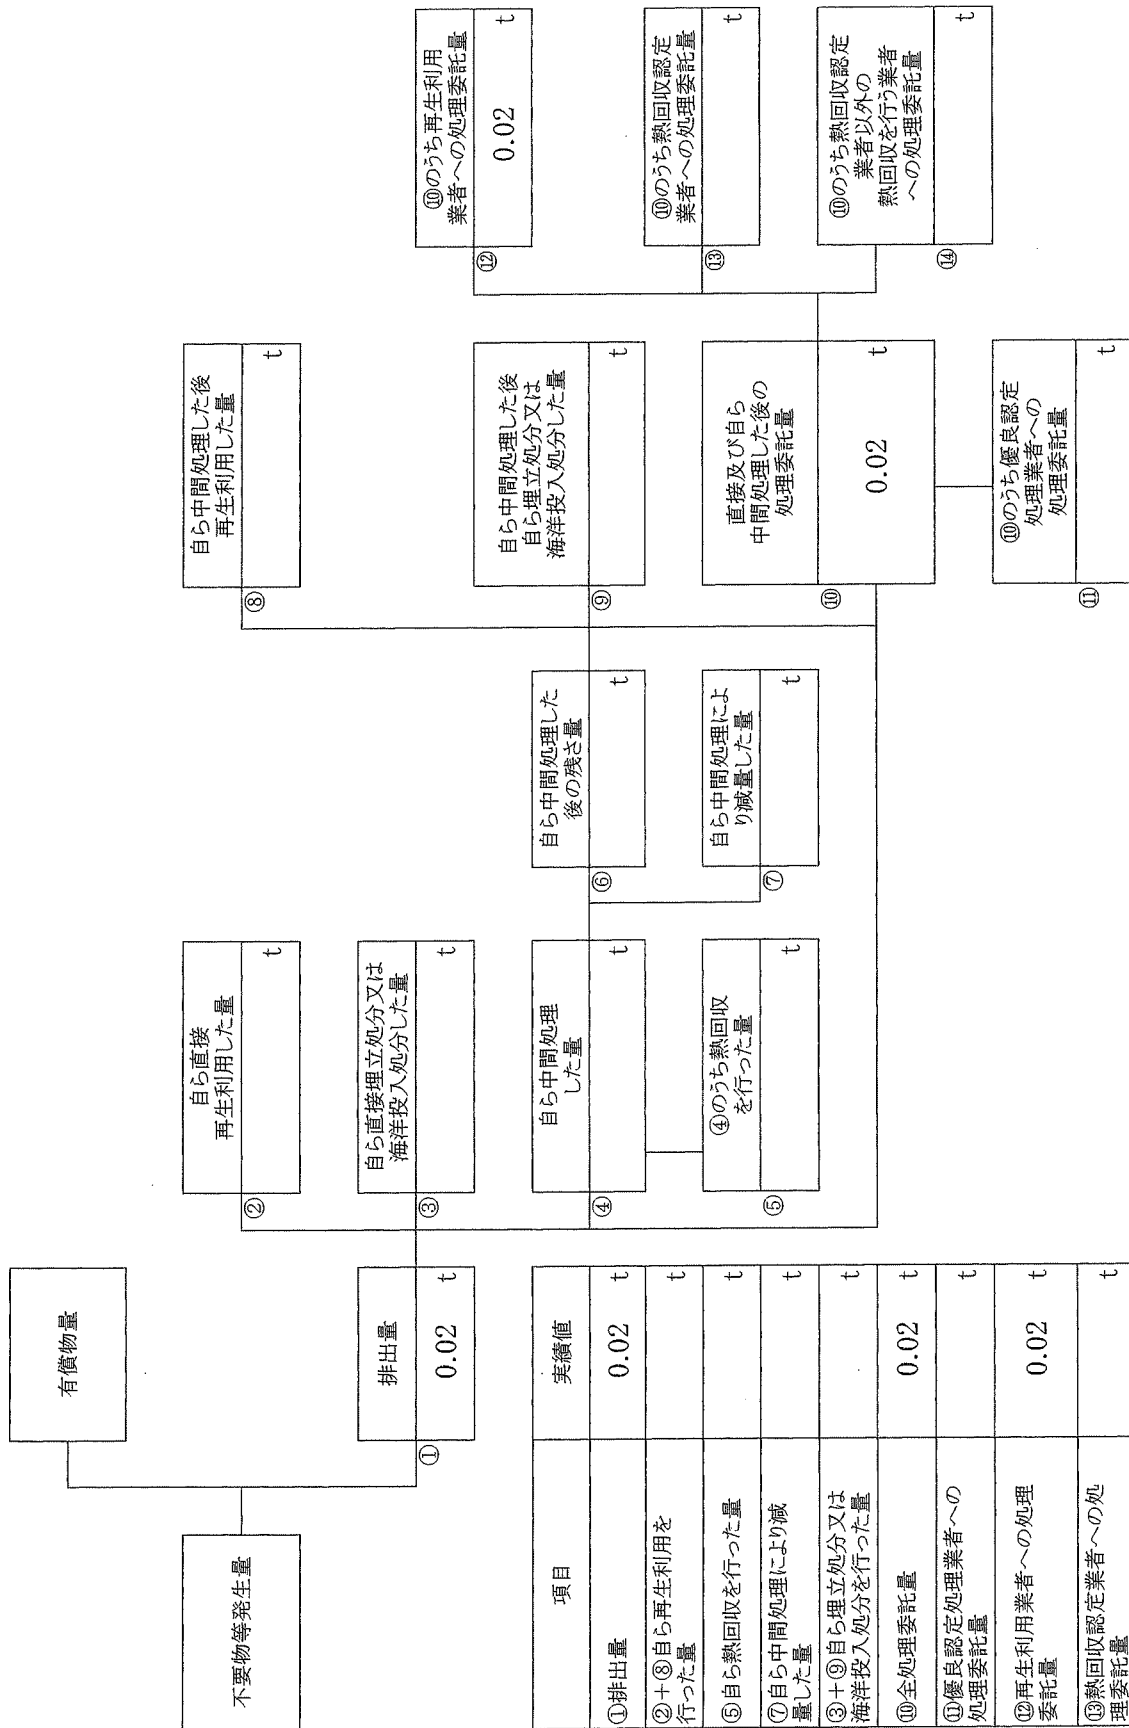 不要物等発生量
有償物量
①
排出量
0.02 t
②
自ら直接
再生利用した量
t
③
自ら直接埋立処分又は
海洋投入処分した量
t
④
自ら中間処理
した量
t
⑤
④のうち熱回収
を行った量
t
⑥
自ら中間処理した
後の残さ量
t
⑦
自ら中間処理によ
り減量した量
t
⑧
自ら中間処理した後
再生利用した量
t
⑨
自ら中間処理した後
自ら埋立処分又は
海洋投入処分した量
t
⑩
直接及び自ら
中間処理した後の
処理委託量
0.02 t
⑪
⑩のうち優良認定
処理業者への
処理委託量
t
⑫
⑩のうち再生利用
業者への処理委託量
0.02 t
⑬
⑩のうち熱回収認定
業者への処理委託量
t
⑭
⑩のうち熱回収認定
業者以外の
熱回収を行う業者
への処理委託量
t
項目 実績値
①排出量 0.02 t
②+⑧自ら再生利用を
行った量 t
⑤自ら熱回収を行った量 t
⑦自ら中間処理により減
量した量 t
③+⑨自ら埋立処分又は
海洋投入処分を行った量 t
⑩全処理委託量 0.02 t
⑪優良認定処理業者への
処理委託量 t
⑫再生利用業者への処理
委託量 0.02 t
⑬熱回収認定業者への処
理委託量 t